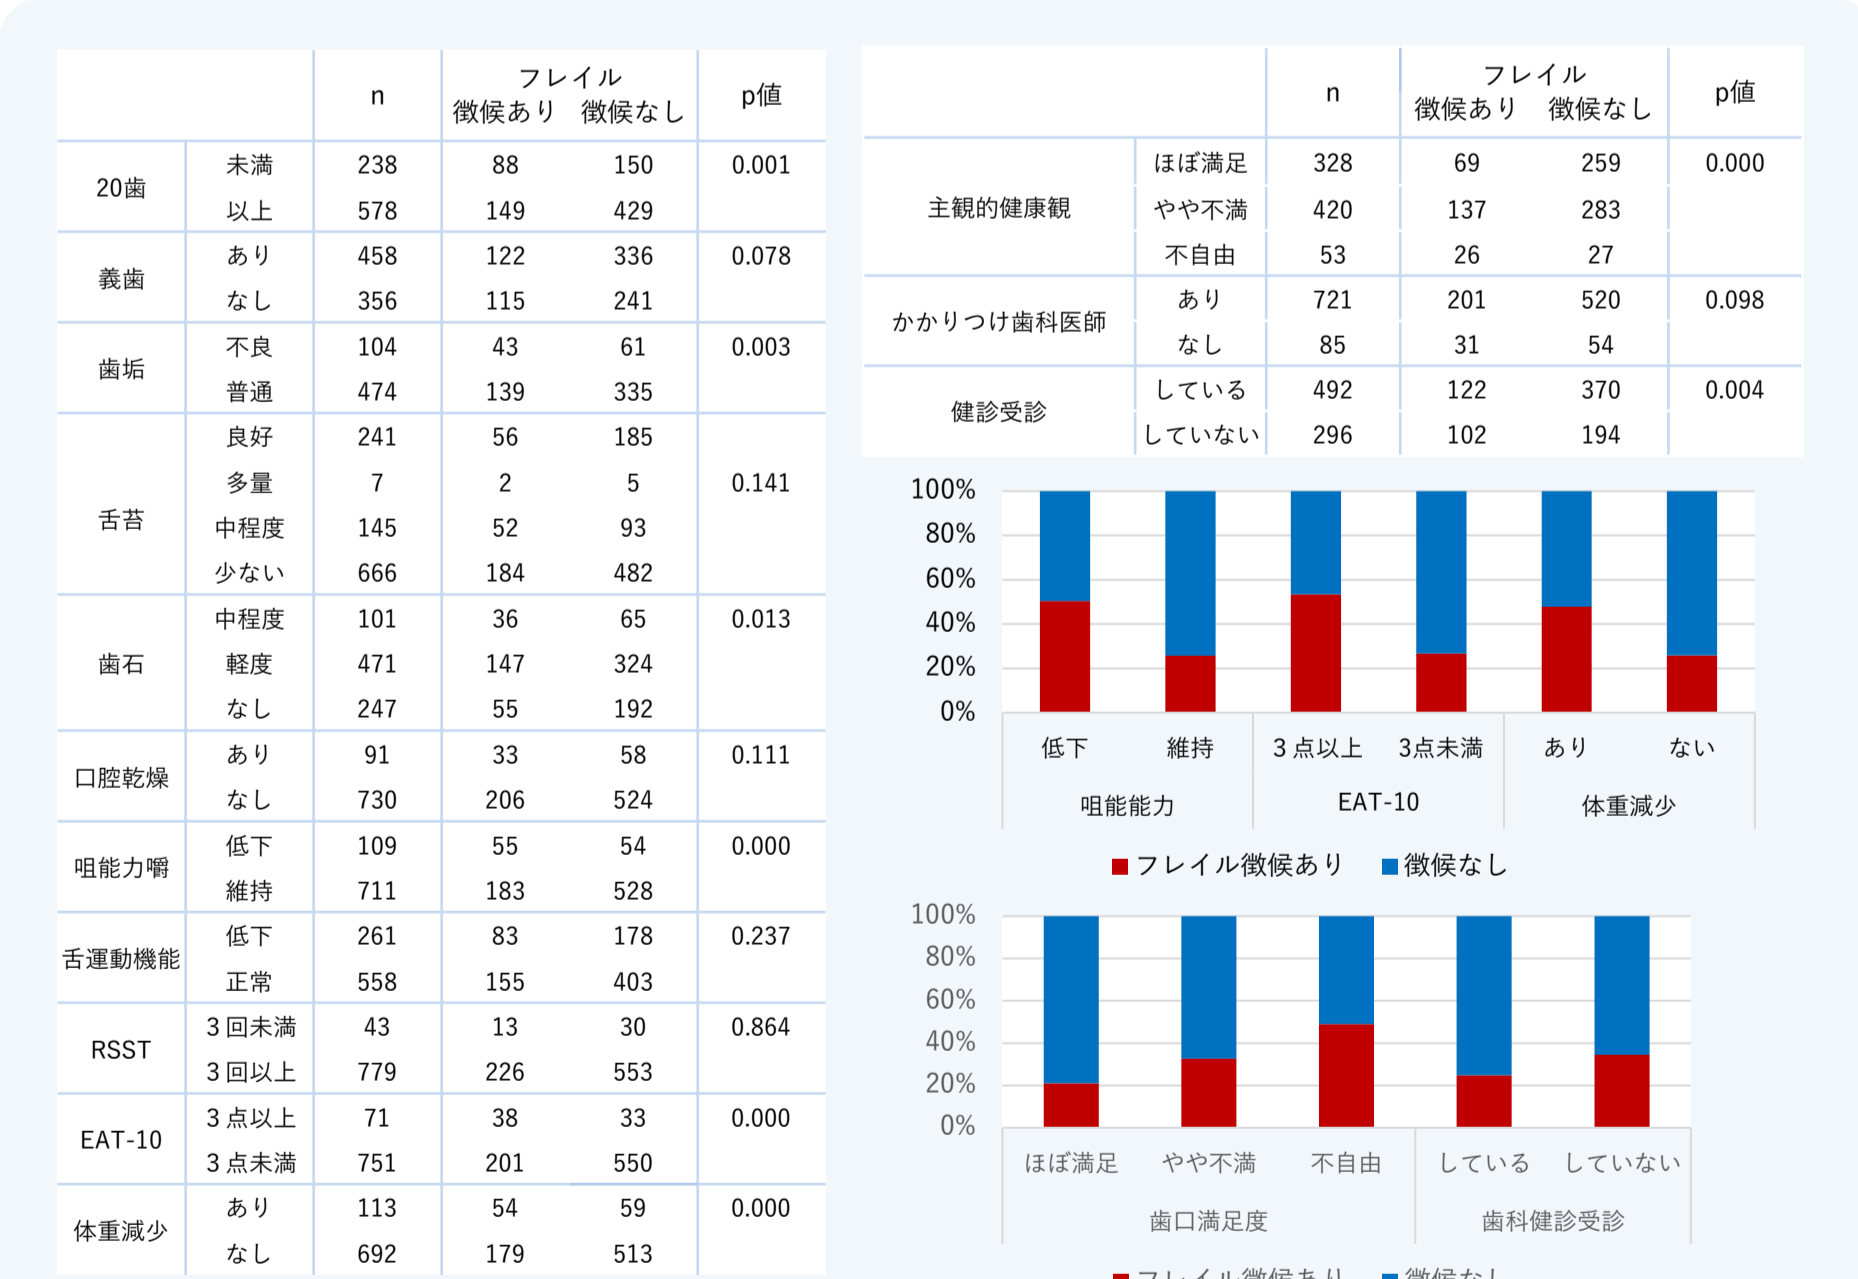 n フレイル p値
徴候あり 徴候なし
20歯 未満 238 88 150 0.001
以上 578 149 429
義歯 あり 458 122 336 0.078
なし 356 115 241
歯垢 不良 104 43 61 0.003
普通 474 139 335
良好 241 56 185
舌苔 多量 7 2 5 0.141
中程度 145 52 93
少ない 666 184 482
歯石 中程度 101 36 65 0.013
軽度 471 147 324
なし 247 55 192
口腔乾燥 あり 91 33 58 0.111
なし 730 206 524
咀能力嚼 低下 109 55 54 0.000
維持 711 183 528
舌運動機能 低下 261 83 178 0.237
正常 558 155 403
RSST ３回未満 43 13 30 0.864
３回以上 779 226 553
EAT-10 ３点以上 71 38 33 0.000
３点未満 751 201 550
体重減少 あり 113 54 59 0.000
なし 692 179 513
n フレイル p値
徴候あり 徴候なし
主観的健康観 ほぼ満足 328 69 259 0.000
やや不満 420 137 283
不自由 53 26 27
かかりつけ歯科医師 あり 721 201 520 0.098
なし 85 31 54
健診受診 している 492 122 370 0.004
していない 296 102 194
100%
80%
60%
40%
20%
0%
低下 維持 ３点以上 3点未満 あり ない
咀能能力 EAT-10 体重減少
フレイル徴候あり 徴候なし
100%
80%
60%
40%
20%
0%
ほぼ満足 やや不満 不自由 している していない
歯口満足度 歯科健診受診
フレイル徴候あり 徴候なし